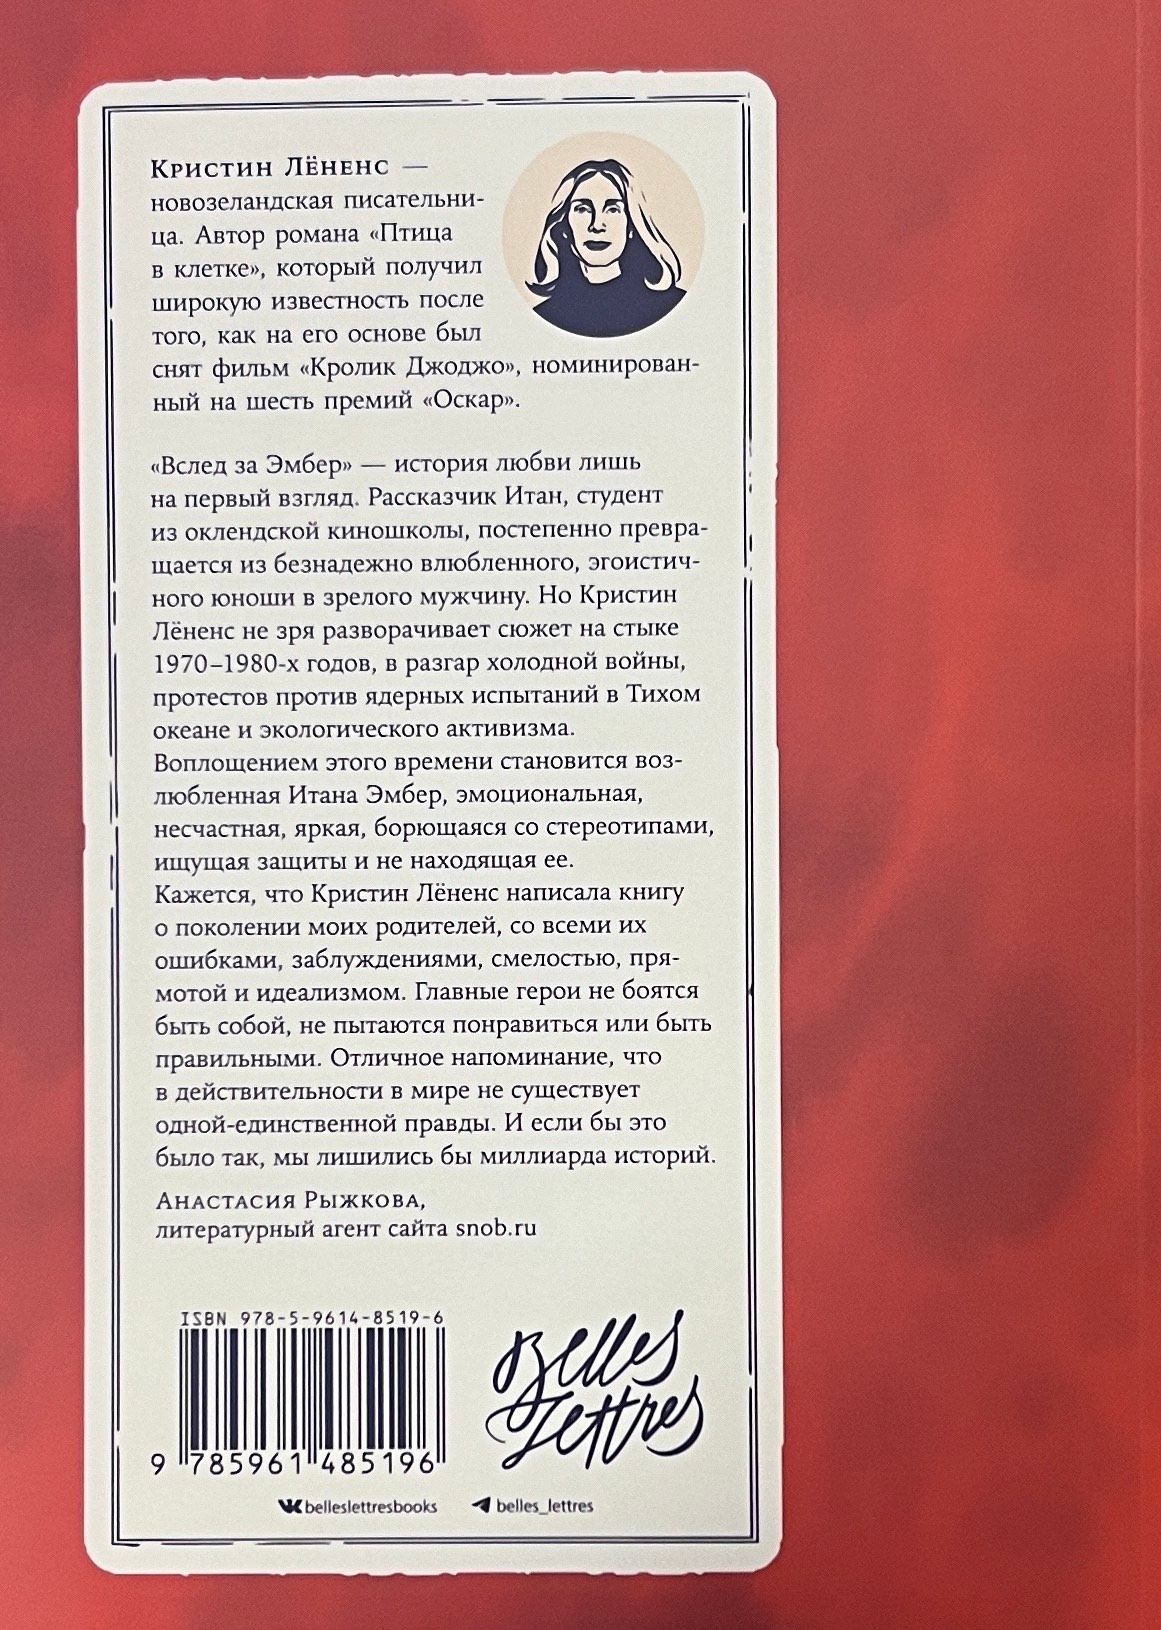 Кристин Лёненс —
новозеландская писательни-
ца. Автор романа «Птица
в клетке», который получил
широкую известность после
того, как на его основе был
снят фильм «Кролик Джоджо», номинирован-
ный на шесть премий «Оскар».
«Вслед за Эмбер» — история любви лишь
на первый взгляд. Рассказчик Итан, студент
из оклендской киношколы, постепенно превра-
щается из безнадежно влюбленного, эгоистич-
ного юноши в зрелого мужчину. Но Кристин
Лёненс не зря разворачивает сюжет на стыке
1970–1980-х годов, в разгар холодной войны,
протестов против ядерных испытаний в Тихом
океане и экологического активизма.
Воплощением этого времени становится воз-
любленная Итана Эмбер, эмоциональная,
несчастная, яркая, борющаяся со стереотипами,
ищущая защиты и не находящая ее.
Кажется, что Кристин Лёненс написала книгу
о поколении моих родителей, со всеми их
ошибками, заблуждениями, смелостью, пря-
мотой и идеализмом. Главные герои не боятся
быть собой, не пытаются понравиться или быть
правильными. Отличное напоминание, что
в действительности в мире не существует
одной-единственной правды. И если бы это
было так, мы лишились бы миллиарда историй.
Анастасия Рыжкова,
литературный агент сайта snob.ru
ISBN 978-5-9614-8519-6
9 785961 485196
Belles
Lettres
belleslettresbooks belles_lettres